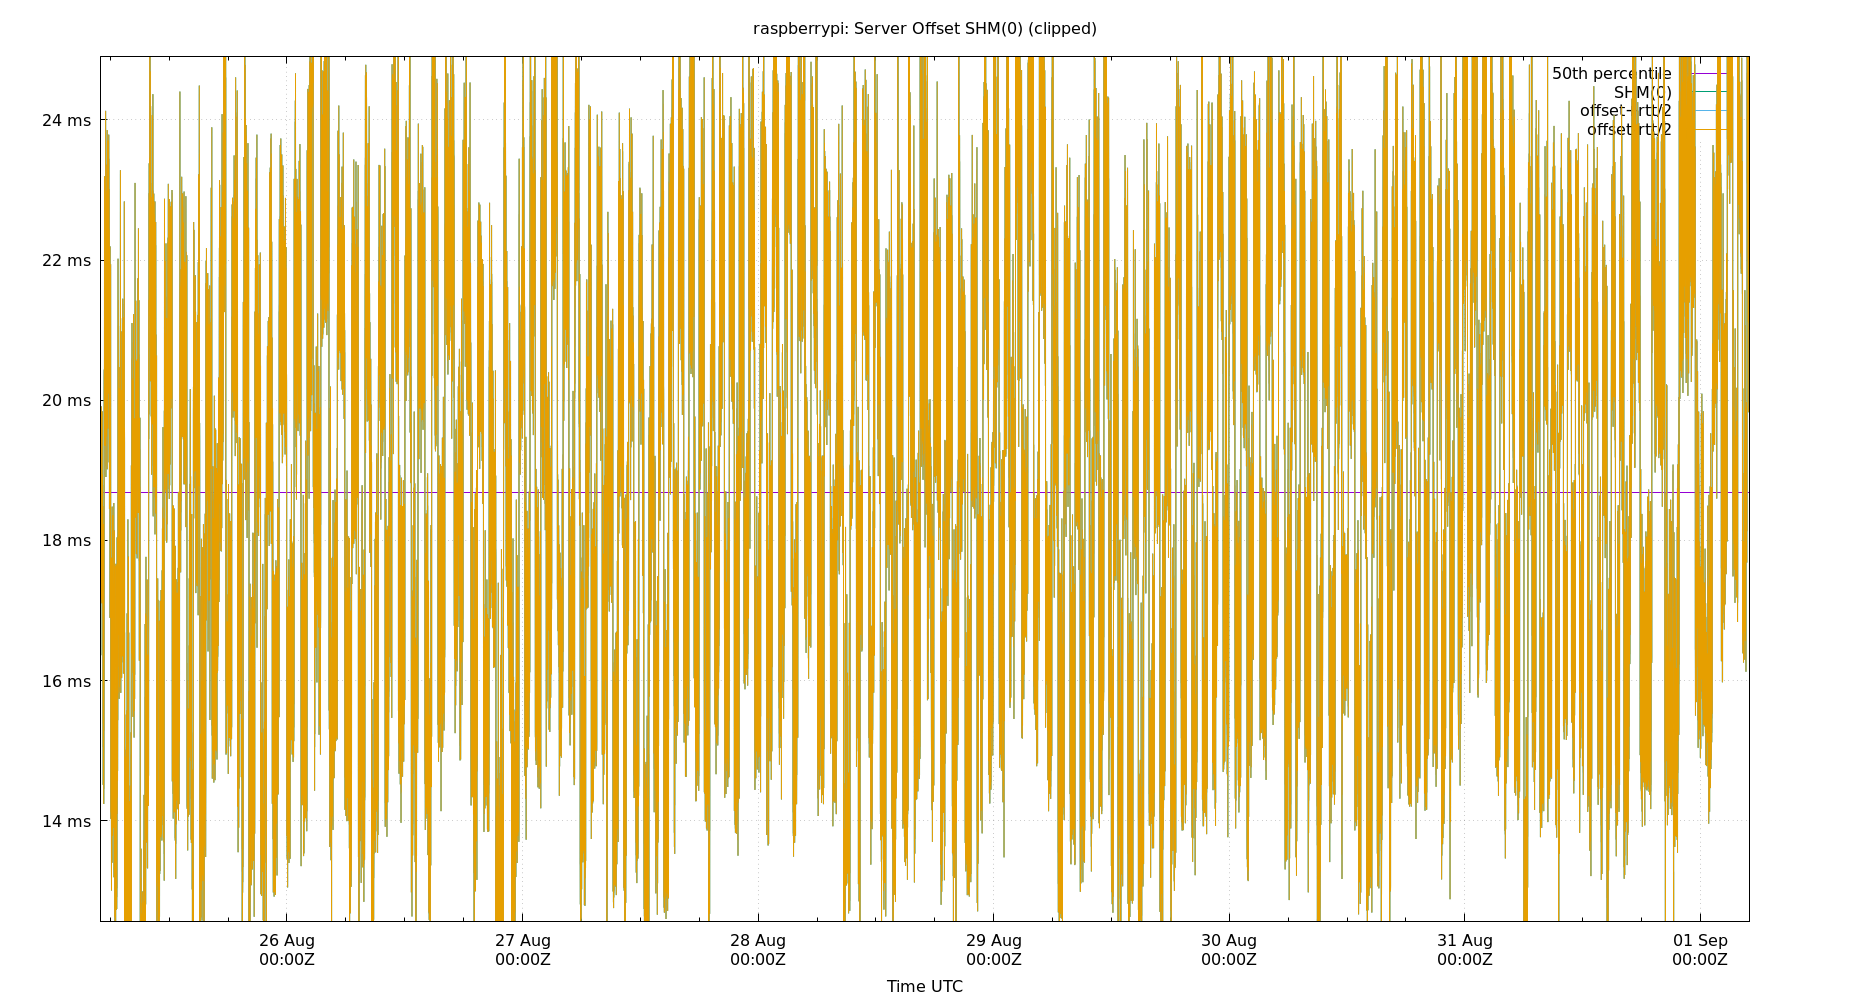 raspberrypi: Server Offset SHM(0) (clipped)
50th percentile
SHM(0)
offset+rtt/2
offset-rtt/2
24 ms
22 ms
20 ms
18 ms
16 ms
14 ms
26 Aug
00:00Z
27 Aug
00:00Z
28 Aug
00:00Z
29 Aug
00:00Z
30 Aug
00:00Z
31 Aug
00:00Z
01 Sep
00:00Z
Time UTC